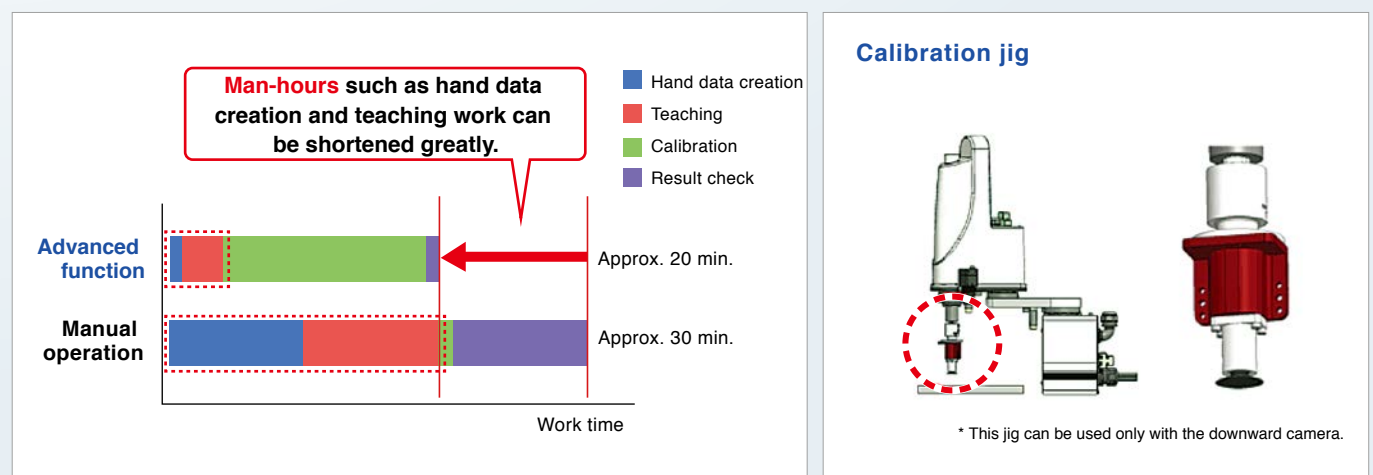 Man-hours such as hand data
creation and teaching work can
be shortened greatly.
Hand data creation
Teaching
Calibration
Result check
Advanced
function
Approx. 20 min.
Manual
operation
Approx. 30 min.
Work time
Calibration jig
* This jig can be used only with the downward camera.